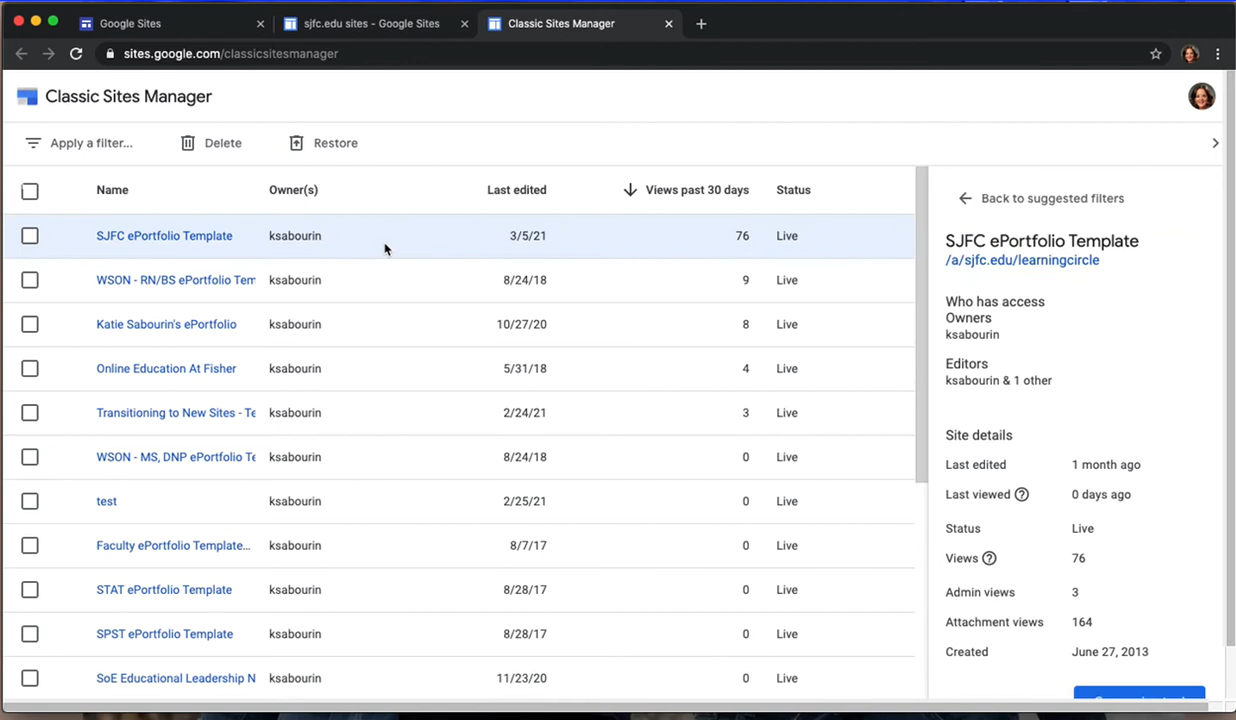 Google Sites
sjfc.edu sites - Google Sites
Classic Sites Manager
sites.google.com/classicsitesmanager
Classic Sites Manager
Apply a filter...
Delete
Restore
Name
Owner(s)
Last edited
Views past 30 days
Status
SJFC ePortfolio Template
ksabourin
3/5/21
76
Live
WSON - RN/BS ePortfolio Tem
ksabourin
8/24/18
9
Live
Katie Sabourin's ePortfolio
ksabourin
10/27/20
8
Live
Online Education At Fisher
ksabourin
5/31/18
4
Live
Transitioning to New Sites - Te
ksabourin
2/24/21
3
Live
WSON - MS, DNP ePortfolio Te
ksabourin
8/24/18
0
Live
test
ksabourin
2/25/21
0
Live
Faculty ePortfolio Template...
ksabourin
8/7/17
0
Live
STAT ePortfolio Template
ksabourin
8/28/17
0
Live
SPST ePortfolio Template
ksabourin
8/28/17
0
Live
SoE Educational Leadership N
ksabourin
11/23/20
0
Live
Back to suggested filters
SJFC ePortfolio Template
/a/sjfc.edu/learningcircle
Who has access
Owners
ksabourin
Editors
ksabourin & 1 other
Site details
Last edited 1 month ago
Last viewed ? 0 days ago
Status Live
Views ? 76
Admin views 3
Attachment views 164
Created June 27, 2013